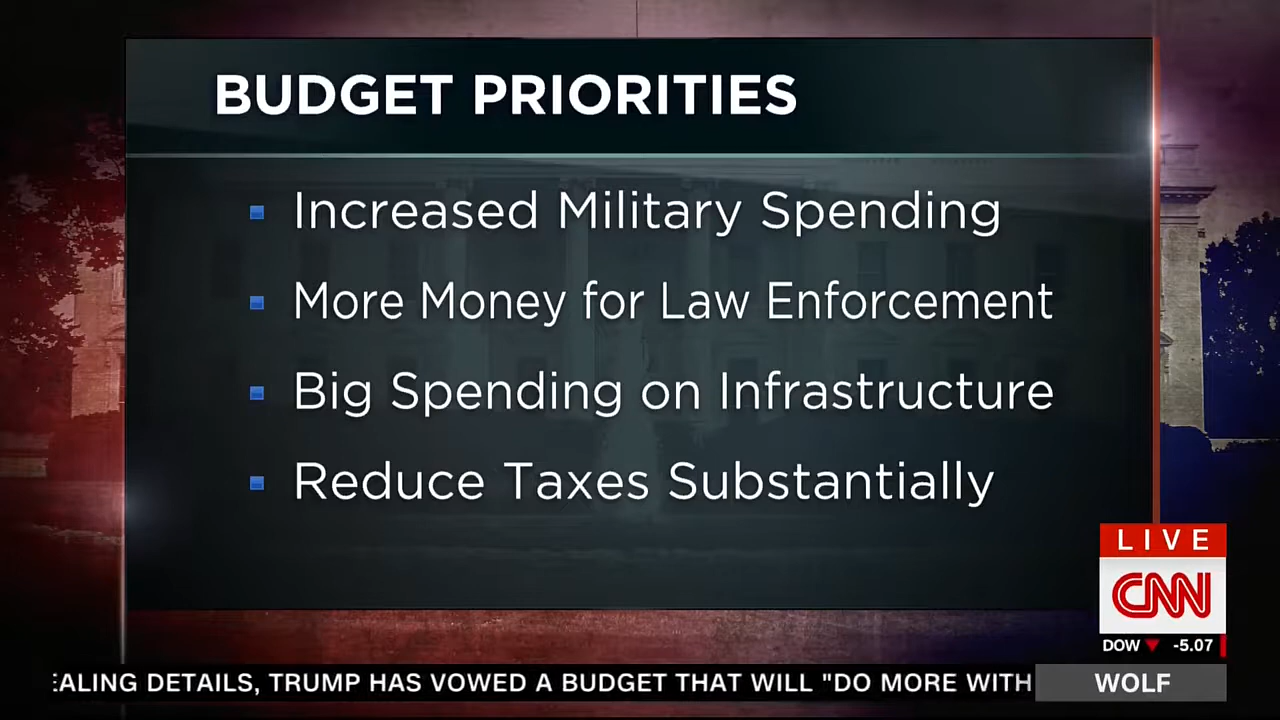 BUDGET PRIORITIES
Increased Military Spending
More Money for Law Enforcement
Big Spending on Infrastructure
Reduce Taxes Substantially
LIVE
CNN
DOW -5.07
DETAILS, TRUMP HAS VOWED A BUDGET THAT WILL "DO MORE WITH
WOLF